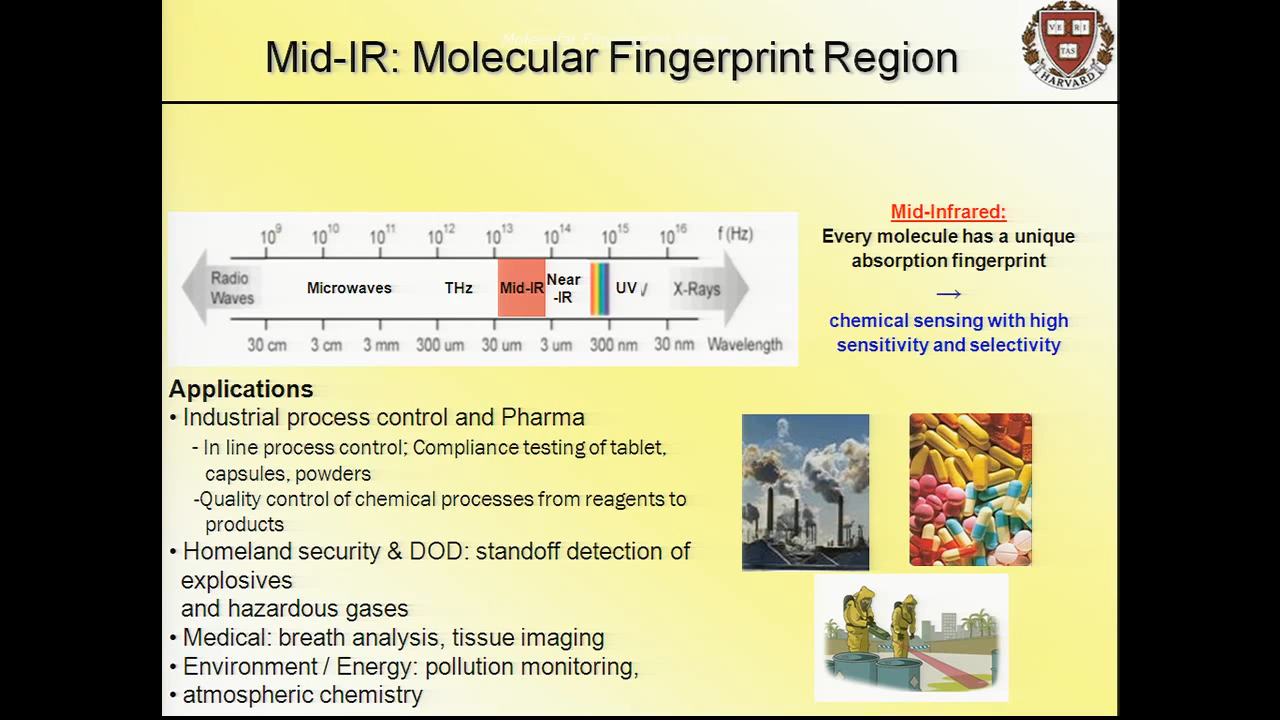 Mid-IR: Molecular Fingerprint Region
VE RI
TAS
HARVARD
10⁹ 10¹⁰ 10¹¹ 10¹² 10¹³ 10¹⁴ 10¹⁵ 10¹⁶ f (Hz)
Radio Waves Microwaves THz Mid-IR Near-IR UV X-Rays
30 cm 3 cm 3 mm 300 um 30 um 3 um 300 nm 30 nm Wavelength
Mid-Infrared:
Every molecule has a unique
absorption fingerprint
→
chemical sensing with high
sensitivity and selectivity
Applications
• Industrial process control and Pharma
- In line process control; Compliance testing of tablet,
capsules, powders
-Quality control of chemical processes from reagents to
products
• Homeland security & DOD: standoff detection of
explosives
and hazardous gases
• Medical: breath analysis, tissue imaging
• Environment / Energy: pollution monitoring,
• atmospheric chemistry